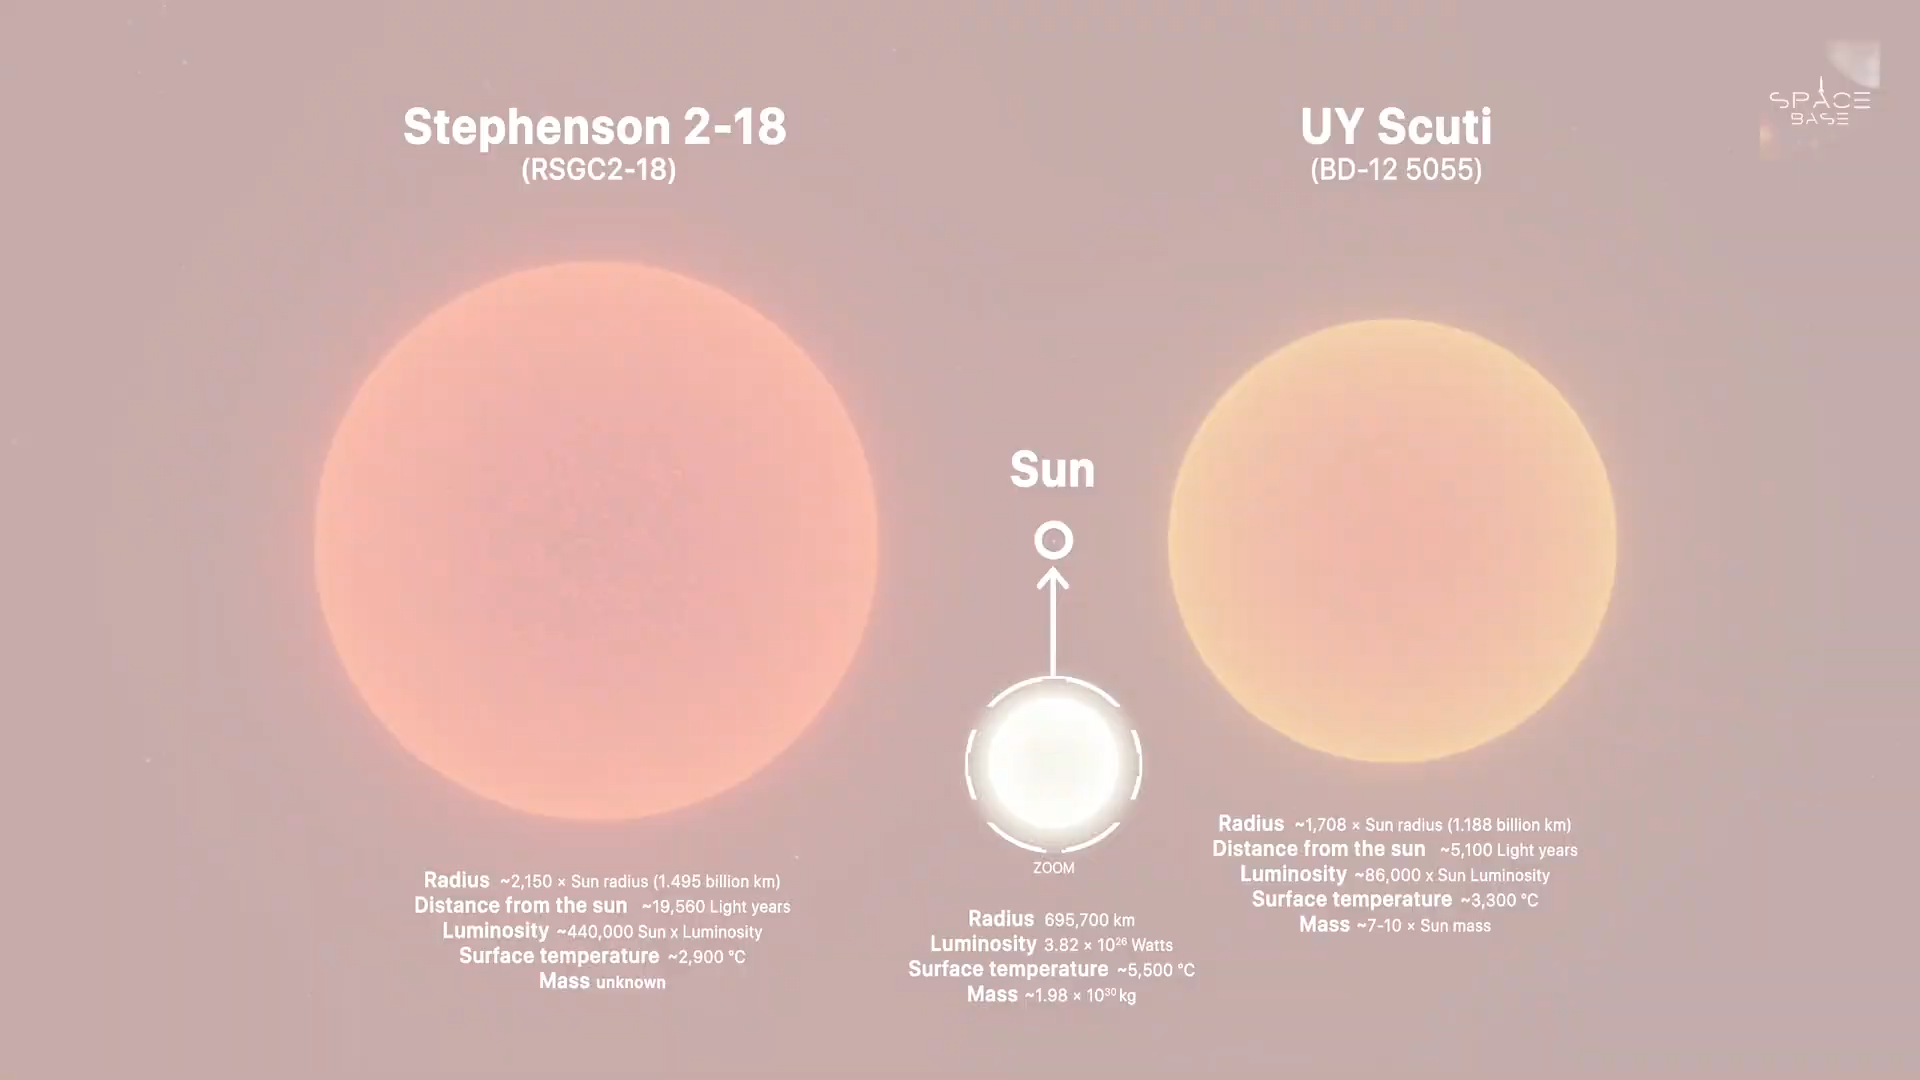 Stephenson 2-18
(RSGC2-18)
UY Scuti
(BD-12 5055)
SPACE
BASE
Sun
ZOOM
Radius ~2,150 × Sun radius (1.495 billion km)
Distance from the sun ~19,560 Light years
Luminosity ~440,000 Sun x Luminosity
Surface temperature ~2,900 °C
Mass unknown
Radius 695,700 km
Luminosity 3.82 × 10²⁶ Watts
Surface temperature ~5,500 °C
Mass ~1.98 × 10³⁰ kg
Radius ~1,708 × Sun radius (1.188 billion km)
Distance from the sun ~5,100 Light years
Luminosity ~86,000 x Sun Luminosity
Surface temperature ~3,300 °C
Mass ~7-10 × Sun mass